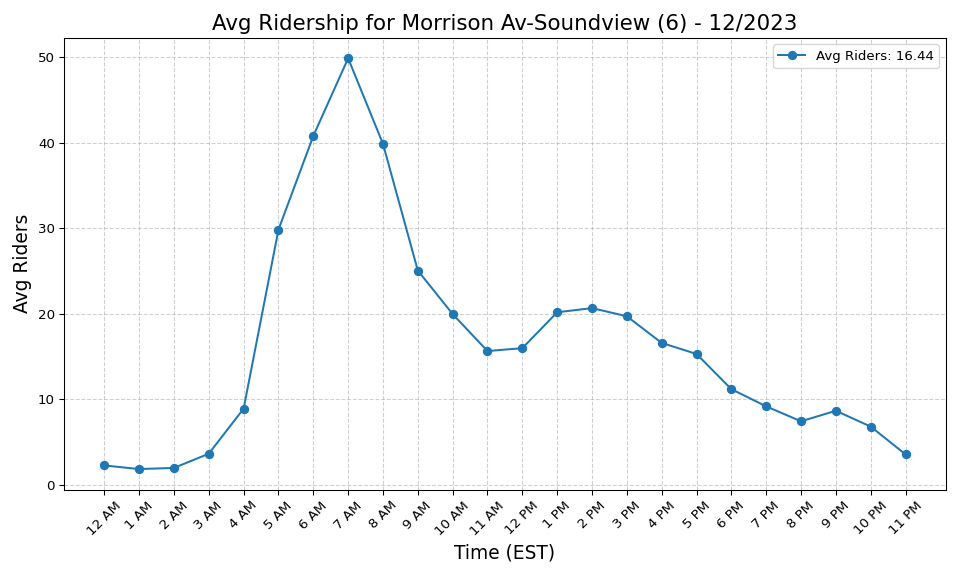 Avg Ridership for Morrison Av-Soundview (6) - 12/2023
Avg Riders: 16.44
Avg Riders
50
40
30
20
10
0
12 AM
1 AM
2 AM
3 AM
4 AM
5 AM
6 AM
7 AM
8 AM
9 AM
10 AM
11 AM
12 PM
1 PM
2 PM
3 PM
4 PM
5 PM
6 PM
7 PM
8 PM
9 PM
10 PM
11 PM
Time (EST)